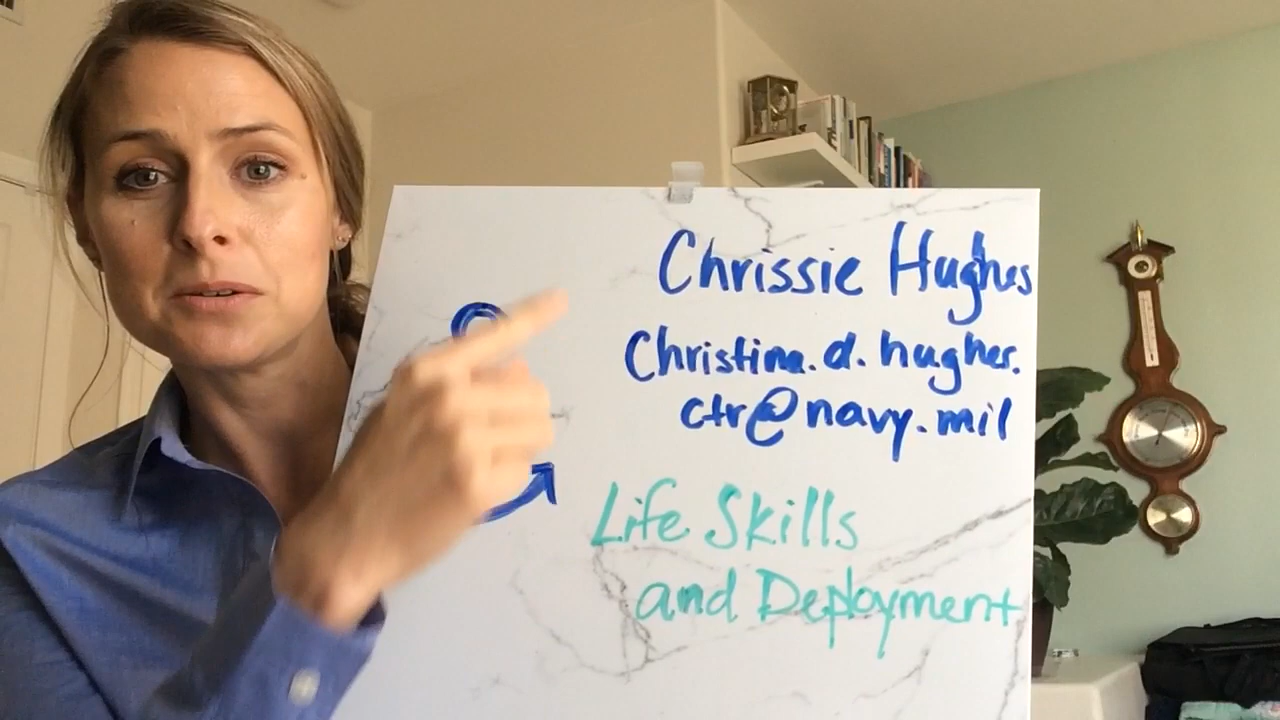 Chrissie Hughes
Christina.d.hughes.
ctr@navy.mil
Life Skills
and Deployment